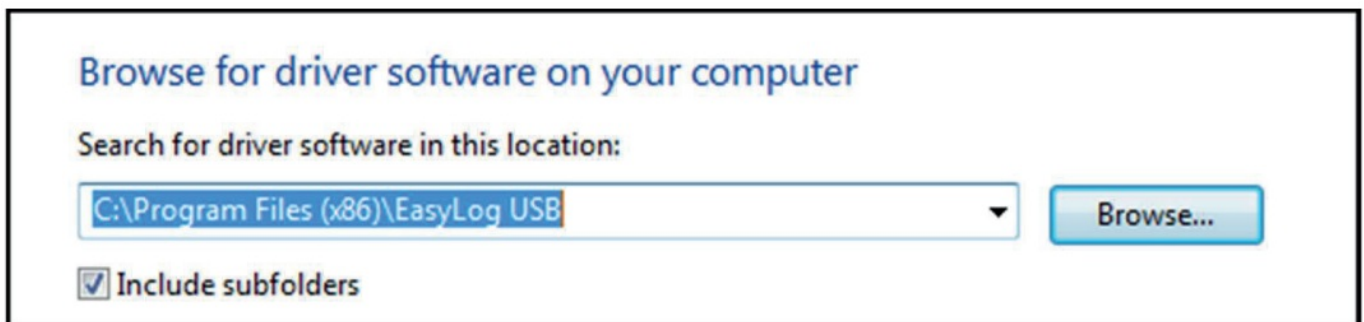 Browse for driver software on your computer
Search for driver software in this location:
C:\Program Files (x86)\EasyLog USB
Browse...
Include subfolders